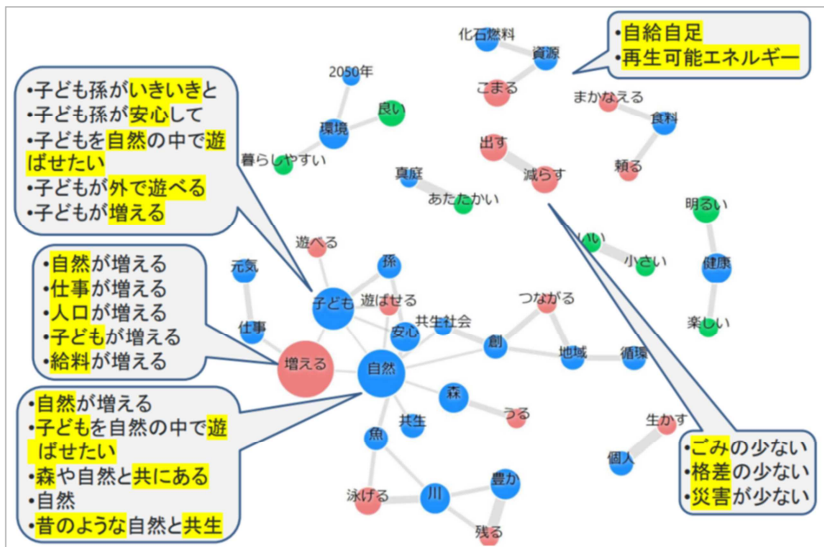 ・子ども孫がいきいきと
・子ども孫が安心して
・子どもを自然の中で遊
ばせたい
・子どもが外で遊べる
・子どもが増える
・自然が増える
・仕事が増える
・人口が増える
・子どもが増える
・給料が増える
・自然が増える
・子どもを自然の中で遊
ばせたい
・森や自然と共にある
・自然
・昔のような自然と共生
・自給自足
・再生可能エネルギー
・ごみの少ない
・格差の少ない
・災害が少ない
化石燃料
資源
こまる
2050年
良い
環境
暮らしやすい
まかなえる
食料
頼る
出す
減らす
真庭
あたたかい
明るい
健康
楽しい
いい
小さい
遊べる
元気
孫
子ども
遊ばせる
仕事
安心
共生社会
つながる
創
地域
循環
増える
自然
森
うる
共生
魚
生かす
個人
泳げる
川
豊か
残る